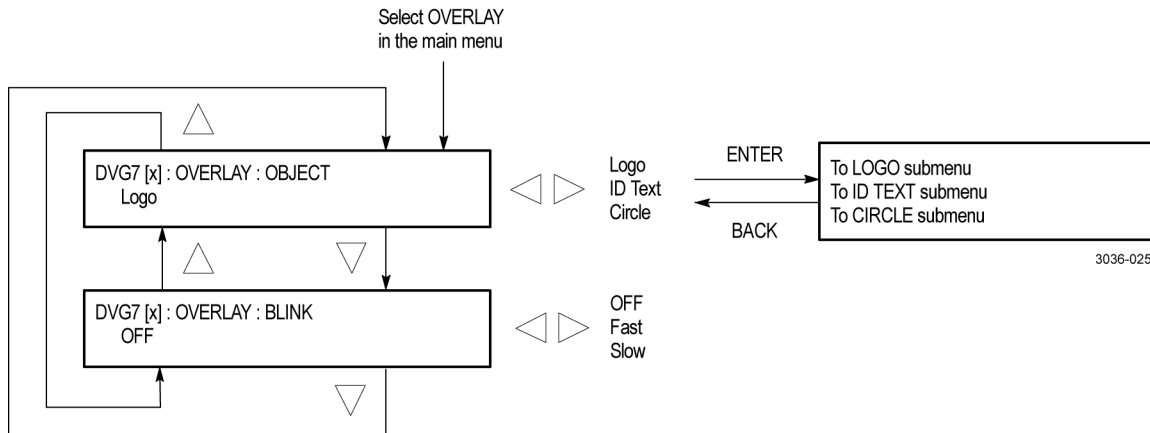 Select OVERLAY
in the main menu
DVG7 [x] : OVERLAY : OBJECT
Logo
Logo
ID Text
Circle
ENTER
BACK
To LOGO submenu
To ID TEXT submenu
To CIRCLE submenu
3036-025
DVG7 [x] : OVERLAY : BLINK
OFF
OFF
Fast
Slow